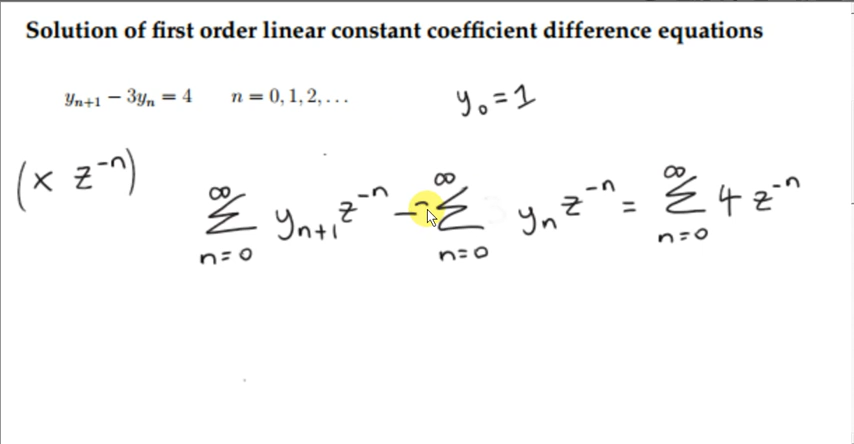 Solution of first order linear constant coefficient difference equations
yₙ₊₁ − 3yₙ = 4 n = 0, 1, 2, … y₀ = 1
(× z⁻ⁿ)
∞ ∞ ∞
Σ yₙ₊₁ z⁻ⁿ − Σ yₙ z⁻ⁿ = Σ 4 z⁻ⁿ
n=0 n=0 n=0